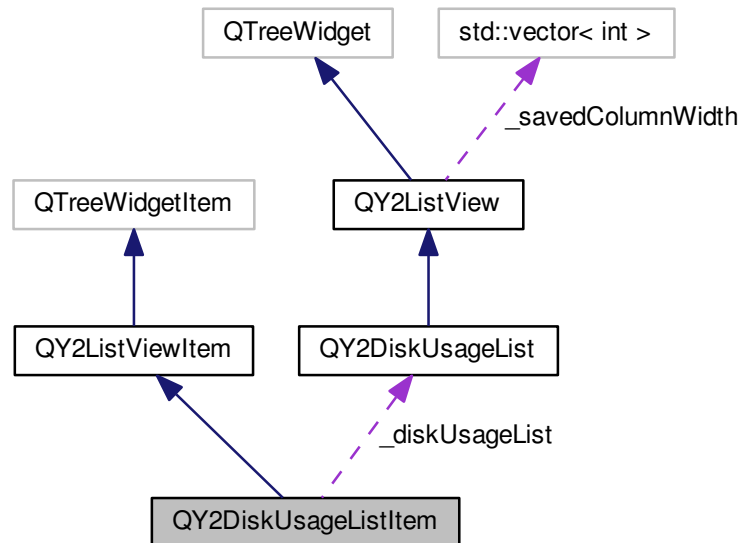 QTreeWidget
std::vector< int >
_savedColumnWidth
QTreeWidgetItem
QY2ListView
QY2ListViewItem
QY2DiskUsageList
_diskUsageList
QY2DiskUsageListItem